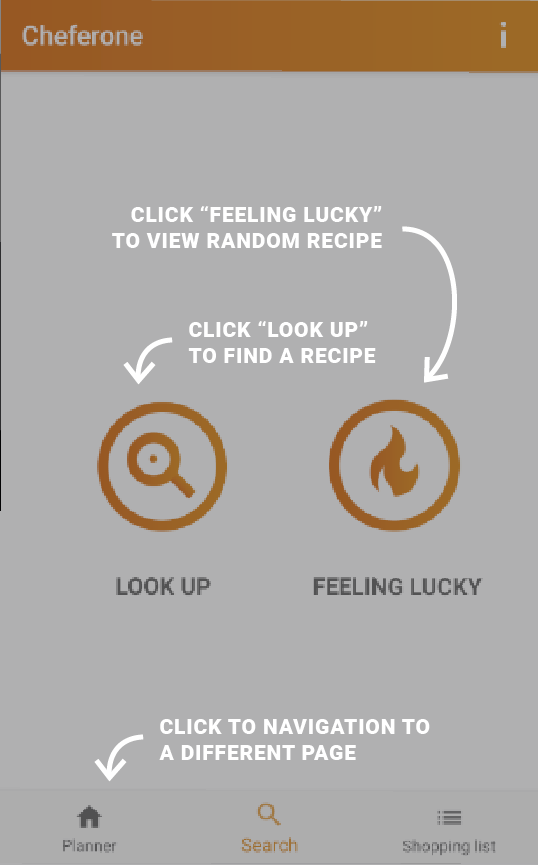 Cheferone
CLICK “FEELING LUCKY”
TO VIEW RANDOM RECIPE
CLICK “LOOK UP”
TO FIND A RECIPE
LOOK UP
FEELING LUCKY
CLICK TO NAVIGATION TO
A DIFFERENT PAGE
Planner
Search
Shopping list